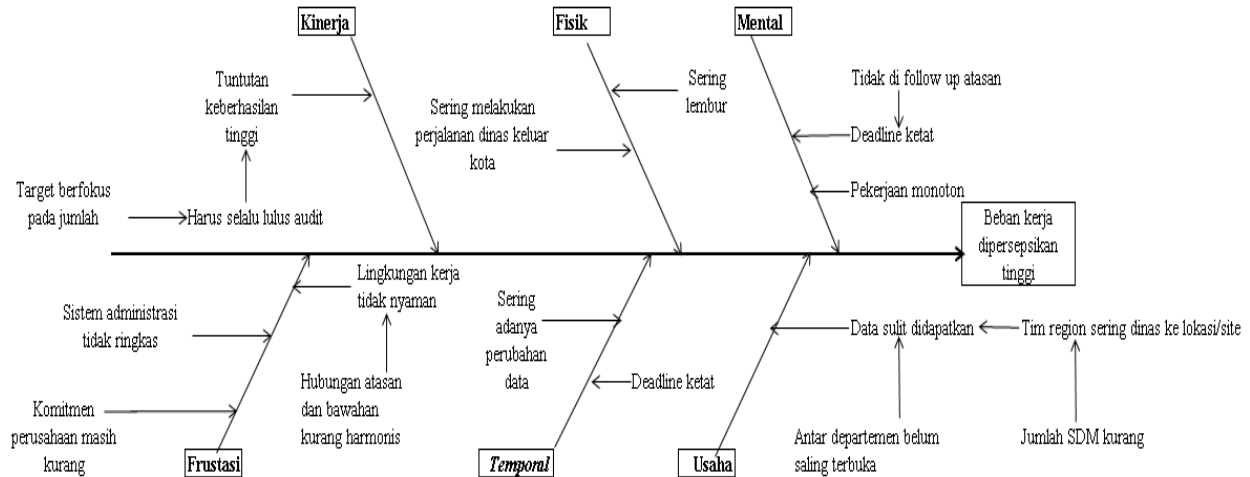 Kinerja
Fisik
Mental
Tuntutan
keberhasilan
tinggi
Sering
lembur
Tidak di follow up atasan
Sering melakukan
perjalanan dinas keluar
kota
Deadline ketat
Target berfokus
pada jumlah
Harus selalu lulus audit
Pekerjaan monoton
Beban kerja
dipersepsikan
tinggi
Lingkungan kerja
tidak nyaman
Sistem administrasi
tidak ringkas
Sering
adanya
perubahan
data
Data sulit didapatkan
Tim region sering dinas ke lokasi/site
Hubungan atasan
dan bawahan
kurang harmonis
Deadline ketat
Komitmen
perusahaan masih
kurang
Antar departemen belum
saling terbuka
Jumlah SDM kurang
Frustasi
Temporal
Usaha